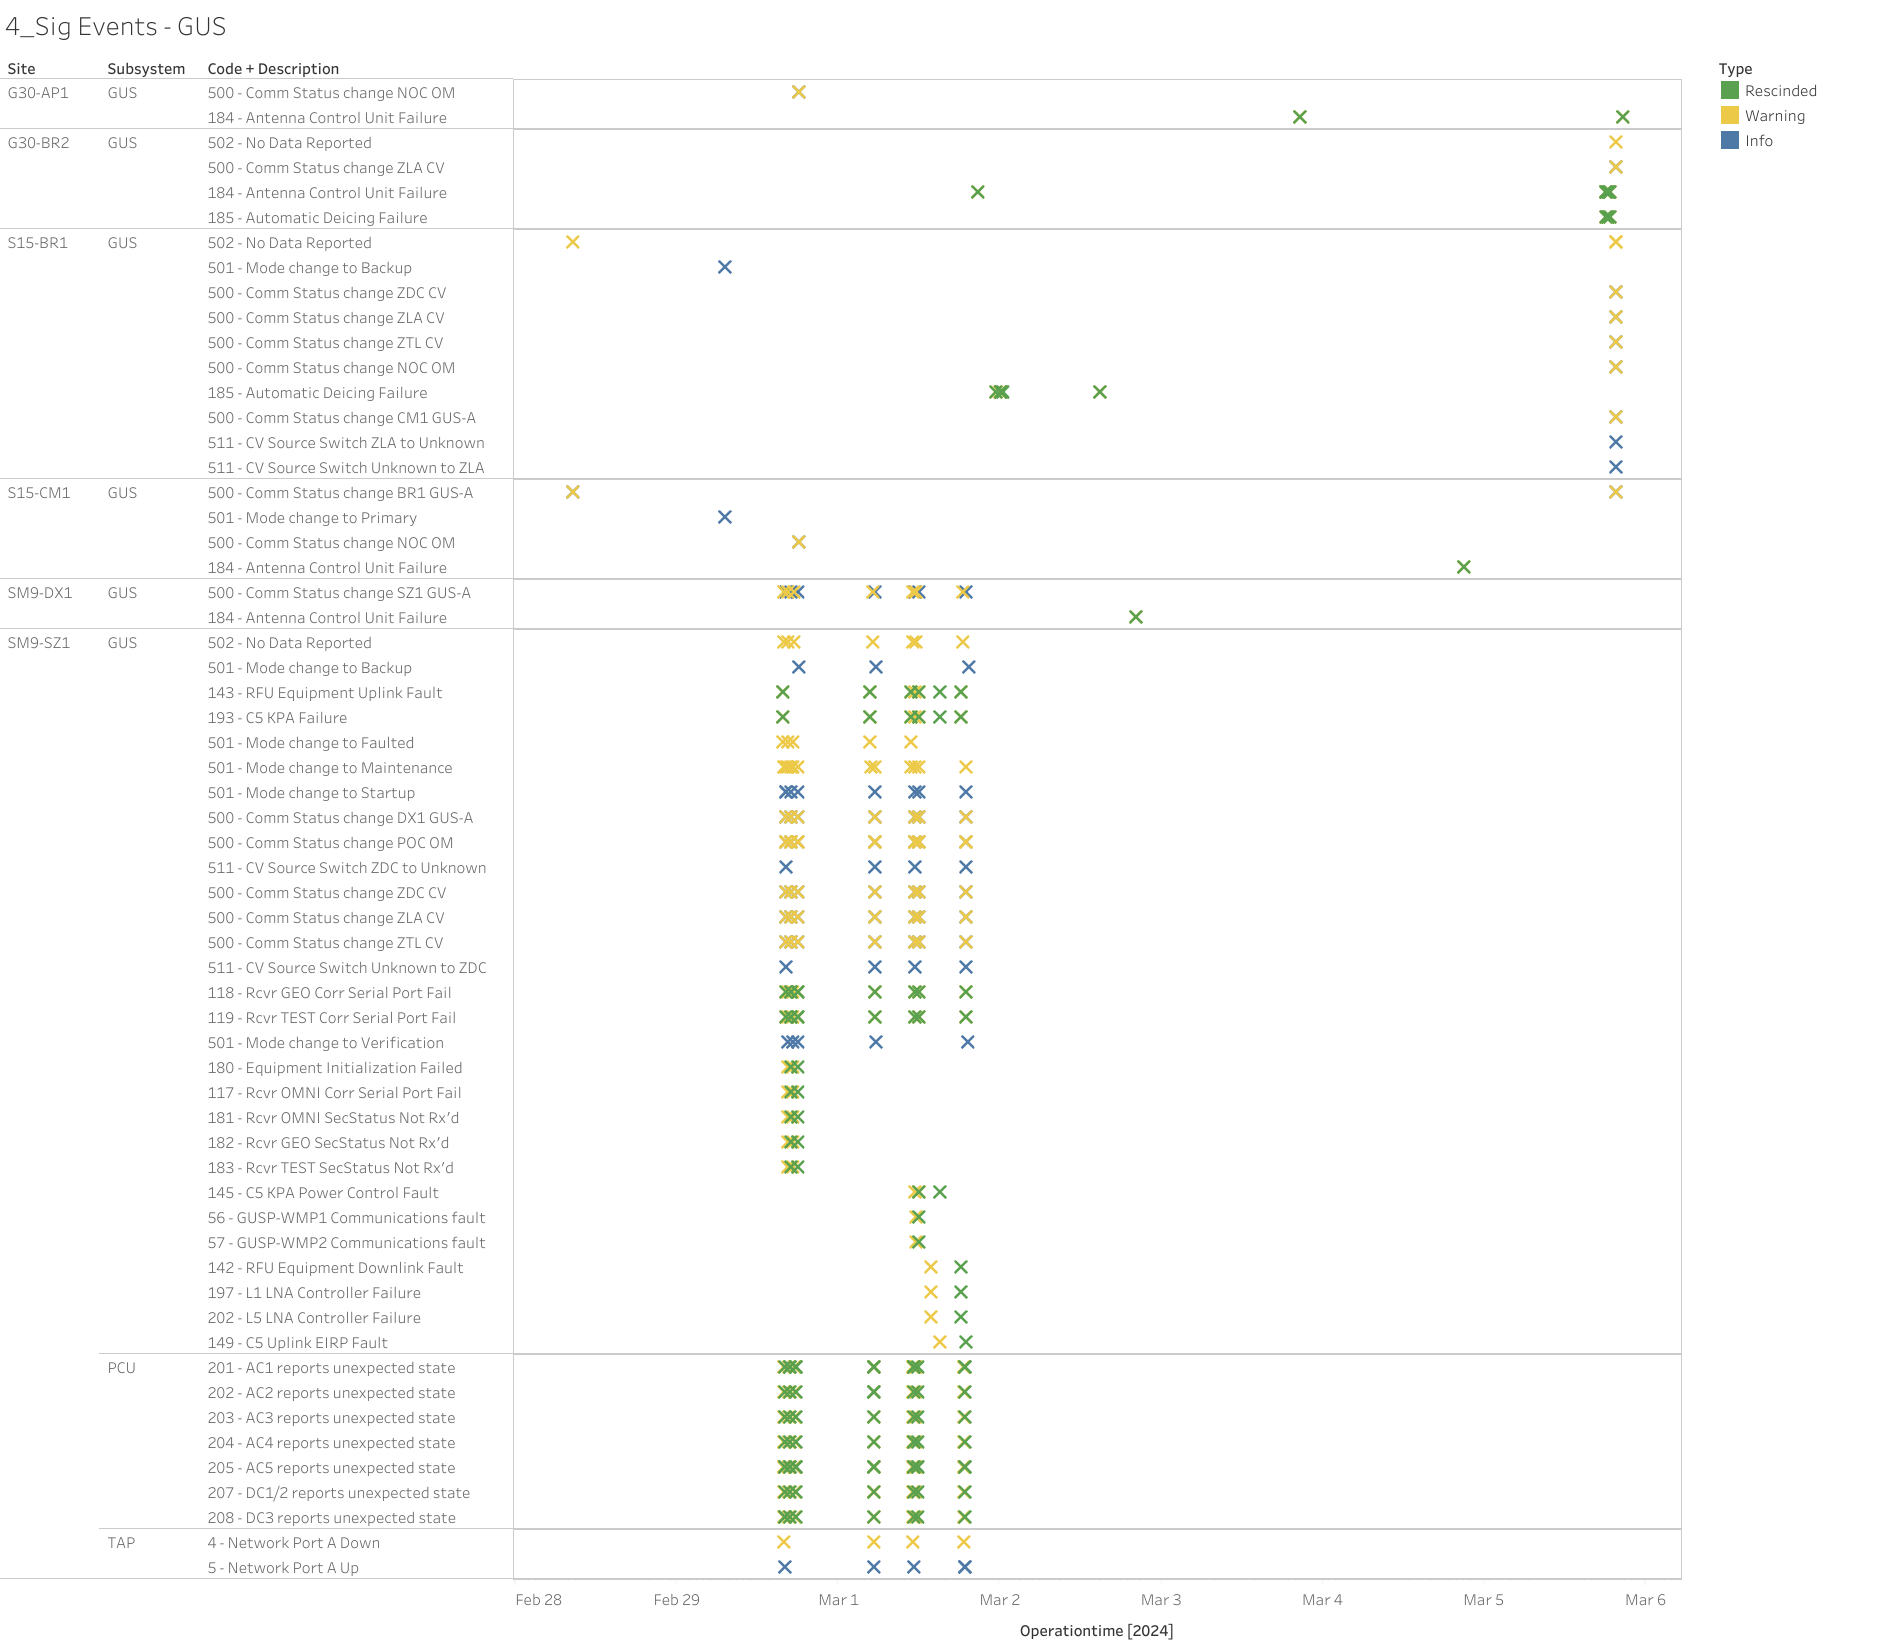 4_Sig Events - GUS
Site Subsystem Code + Description Type
G30-AP1 GUS 500 - Comm Status change NOC OM Rescinded
184 - Antenna Control Unit Failure Warning
G30-BR2 GUS 502 - No Data Reported Info
500 - Comm Status change ZLA CV
184 - Antenna Control Unit Failure
185 - Automatic Deicing Failure
S15-BR1 GUS 502 - No Data Reported
501 - Mode change to Backup
500 - Comm Status change ZDC CV
500 - Comm Status change ZLA CV
500 - Comm Status change ZTL CV
500 - Comm Status change NOC OM
185 - Automatic Deicing Failure
500 - Comm Status change CM1 GUS-A
511 - CV Source Switch ZLA to Unknown
511 - CV Source Switch Unknown to ZLA
S15-CM1 GUS 500 - Comm Status change BR1 GUS-A
501 - Mode change to Primary
500 - Comm Status change NOC OM
184 - Antenna Control Unit Failure
SM9-DX1 GUS 500 - Comm Status change SZ1 GUS-A
184 - Antenna Control Unit Failure
SM9-SZ1 GUS 502 - No Data Reported
501 - Mode change to Backup
143 - RFU Equipment Uplink Fault
193 - C5 KPA Failure
501 - Mode change to Faulted
501 - Mode change to Maintenance
501 - Mode change to Startup
500 - Comm Status change DX1 GUS-A
500 - Comm Status change POC OM
511 - CV Source Switch ZDC to Unknown
500 - Comm Status change ZDC CV
500 - Comm Status change ZLA CV
500 - Comm Status change ZTL CV
511 - CV Source Switch Unknown to ZDC
118 - Rcvr GEO Corr Serial Port Fail
119 - Rcvr TEST Corr Serial Port Fail
501 - Mode change to Verification
180 - Equipment Initialization Failed
117 - Rcvr OMNI Corr Serial Port Fail
181 - Rcvr OMNI SecStatus Not Rx'd
182 - Rcvr GEO SecStatus Not Rx'd
183 - Rcvr TEST SecStatus Not Rx'd
145 - C5 KPA Power Control Fault
56 - GUSP-WMP1 Communications fault
57 - GUSP-WMP2 Communications fault
142 - RFU Equipment Downlink Fault
197 - L1 LNA Controller Failure
202 - L5 LNA Controller Failure
149 - C5 Uplink EIRP Fault
PCU 201 - AC1 reports unexpected state
202 - AC2 reports unexpected state
203 - AC3 reports unexpected state
204 - AC4 reports unexpected state
205 - AC5 reports unexpected state
207 - DC1/2 reports unexpected state
208 - DC3 reports unexpected state
TAP 4 - Network Port A Down
5 - Network Port A Up
Feb 28 Feb 29 Mar 1 Mar 2 Mar 3 Mar 4 Mar 5 Mar 6
Operationtime [2024]